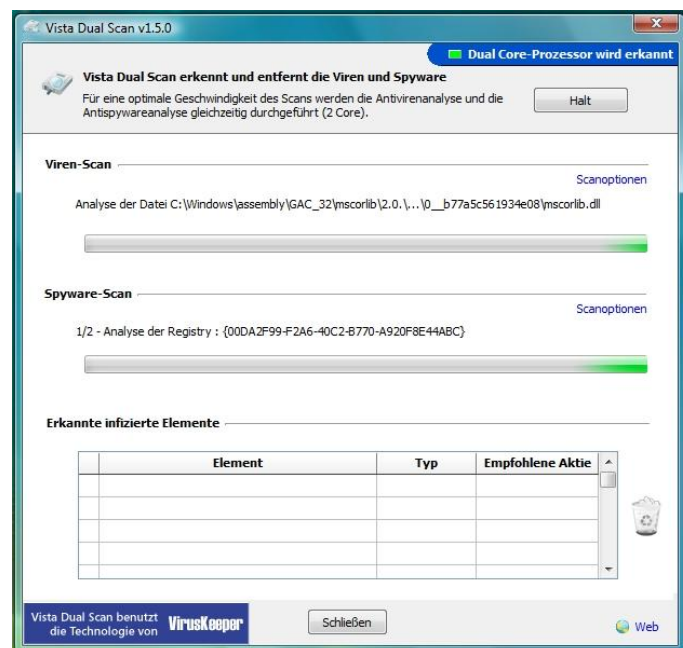 Vista Dual Scan v1.5.0
Dual Core-Prozessor wird erkannt
Vista Dual Scan erkennt und entfernt die Viren und Spyware
Für eine optimale Geschwindigkeit des Scans werden die Antivirenanalyse und die
Antispywareanalyse gleichzeitig durchgeführt (2 Core).
Halt
Viren-Scan
Scanoptionen
Analyse der Datei C:\Windows\assembly\GAC_32\mscorlib\2.0.\...\0__b77a5c561934e08\mscorlib.dll
Spyware-Scan
Scanoptionen
1/2 - Analyse der Registry : {00DA2F99-F2A6-40C2-B770-A920F8E44ABC}
Erkannte infizierte Elemente
Element Typ Empfohlene Aktie
Vista Dual Scan benutzt
die Technologie von
VirusKeeper
Schließen
Web